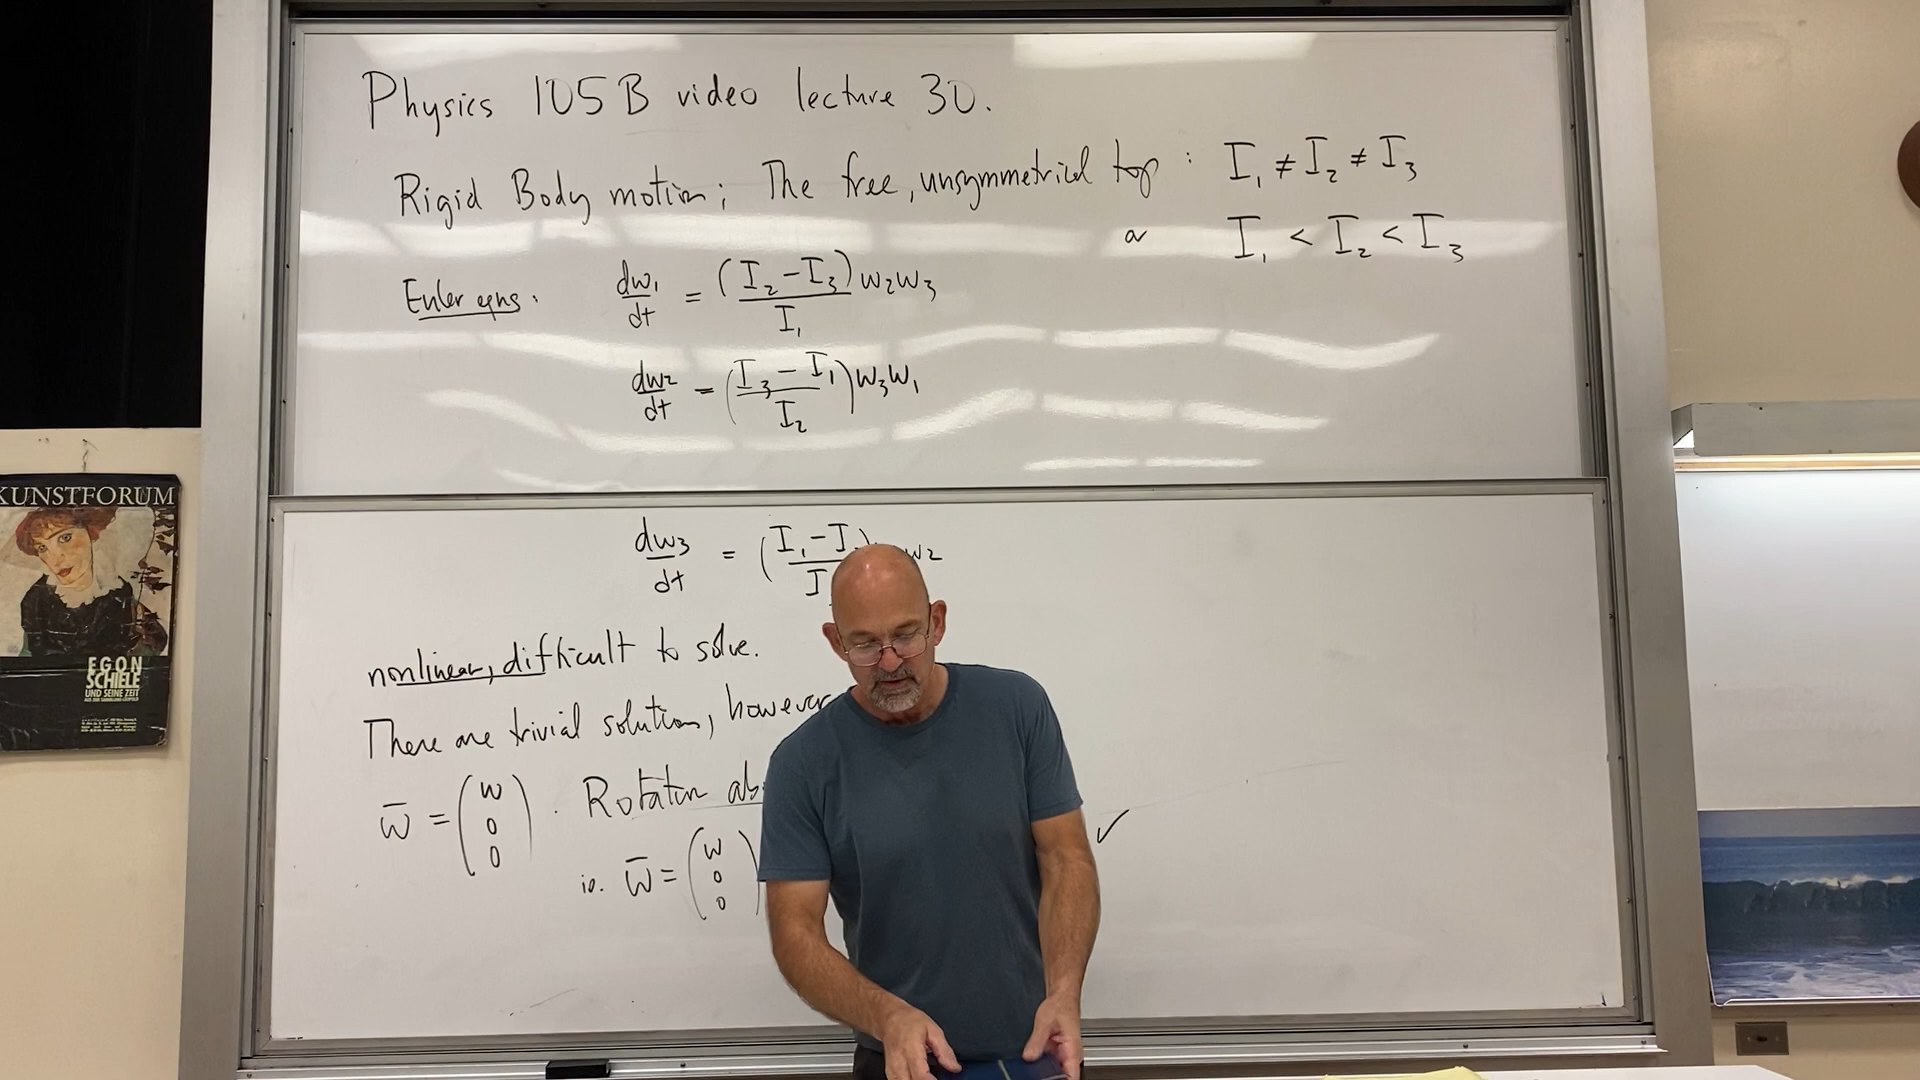 Physics 105B video lecture 30.
Rigid Body motion; The free, unsymmetrical top : I₁ ≠ I₂ ≠ I₃
or I₁ < I₂ < I₃
Euler eqns. dw₁/dt = (I₂-I₃)/I₁ w₂w₃
dw₂/dt = (I₃-I₁)/I₂ w₃w₁
dw₃/dt = (I₁-I w₂
nonlinear, difficult to solve.
There are trivial solutions, however
w̄ = (w 0 0) . Rotation
ie. w̄ = (w 0 0) ✓
KUNSTFORUM
EGON
SCHIELE
UND SEINE ZEIT